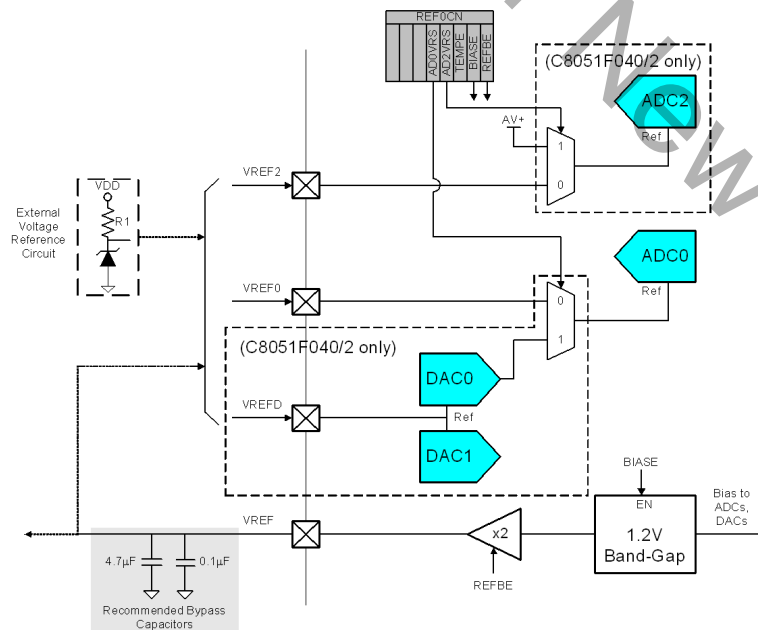 REF0CN
AD0VRS
AD2VRS
TEMPE
BIASE
REFBE
(C8051F040/2 only)
ADC2
Ref
AV+
1
0
New
VREF2
VDD
R1
External
Voltage
Reference
Circuit
ADC0
Ref
VREF0
0
1
(C8051F040/2 only)
DAC0
VREFD
Ref
DAC1
BIASE
EN
1.2V
Band-Gap
Bias to
ADCs,
DACs
VREF
x2
REFBE
4.7µF
0.1µF
Recommended Bypass
Capacitors